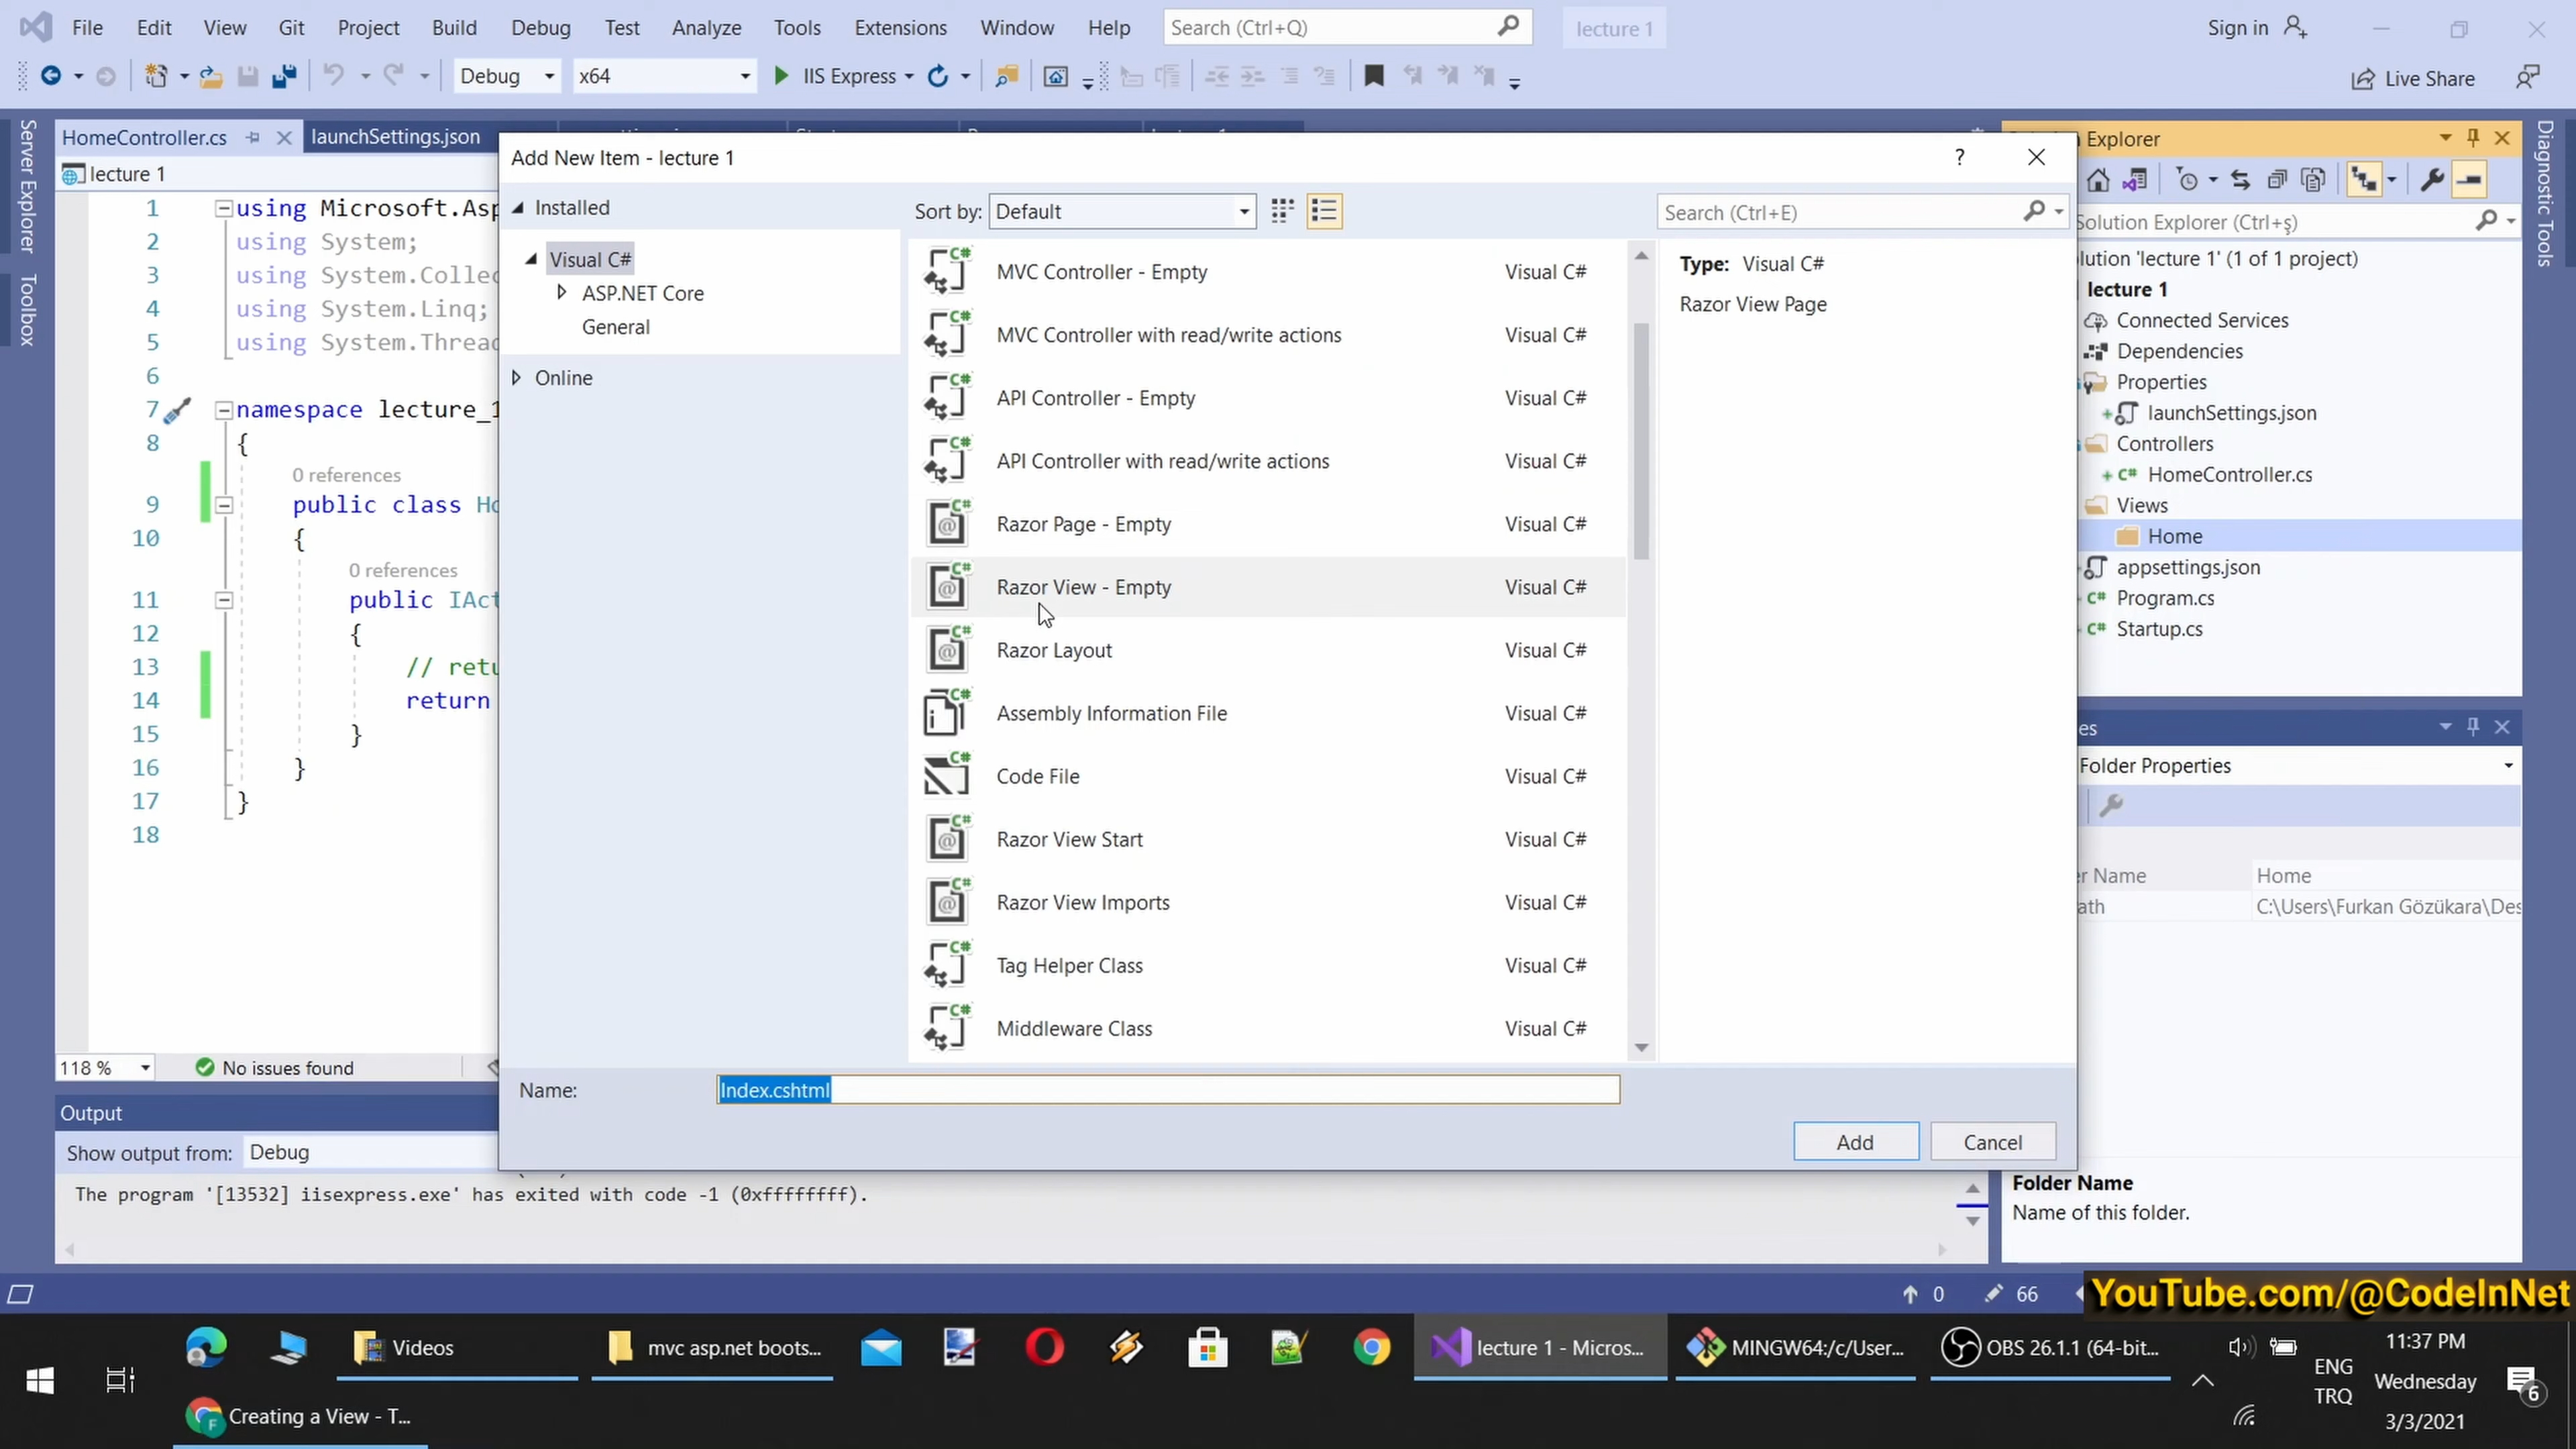 File Edit View Git Project Build Debug Test Analyze Tools Extensions Window Help Search (Ctrl+Q) lecture 1 Sign in
Debug x64 IIS Express Live Share
Server Explorer
Toolbox
HomeController.cs launchSettings.json
lecture 1
1 using Microsoft.Asp
2 using System;
3 using System.Collec
4 using System.Linq;
5 using System.Threac
6
7 namespace lecture_1
8 {
0 references
9 public class Ho
10 {
0 references
11 public IAct
12 {
13 // retu
14 return
15 }
16 }
17 }
18
118 % No issues found
Output
Show output from: Debug
The program '[13532] iisexpress.exe' has exited with code -1 (0xffffffff).
Add New Item - lecture 1 ?
Installed
Visual C#
ASP.NET Core
General
Online
Sort by: Default
Search (Ctrl+E)
MVC Controller - Empty Visual C#
MVC Controller with read/write actions Visual C#
API Controller - Empty Visual C#
API Controller with read/write actions Visual C#
Razor Page - Empty Visual C#
Razor View - Empty Visual C#
Razor Layout Visual C#
Assembly Information File Visual C#
Code File Visual C#
Razor View Start Visual C#
Razor View Imports Visual C#
Tag Helper Class Visual C#
Middleware Class Visual C#
Type: Visual C#
Razor View Page
Name: Index.cshtml
Add Cancel
Explorer
Solution Explorer (Ctrl+ş)
lution 'lecture 1' (1 of 1 project)
lecture 1
Connected Services
Dependencies
Properties
launchSettings.json
Controllers
HomeController.cs
Views
Home
appsettings.json
Program.cs
Startup.cs
Diagnostic Tools
es
Folder Properties
er Name Home
ath C:\Users\Furkan Gözükara\Des
Folder Name
Name of this folder.
0 66
YouTube.com/@CodeInNet
Videos mvc asp.net boots... lecture 1 - Micros... MINGW64:/c/User... OBS 26.1.1 (64-bit...
Creating a View - T...
ENG
TRQ
11:37 PM
Wednesday
3/3/2021
6